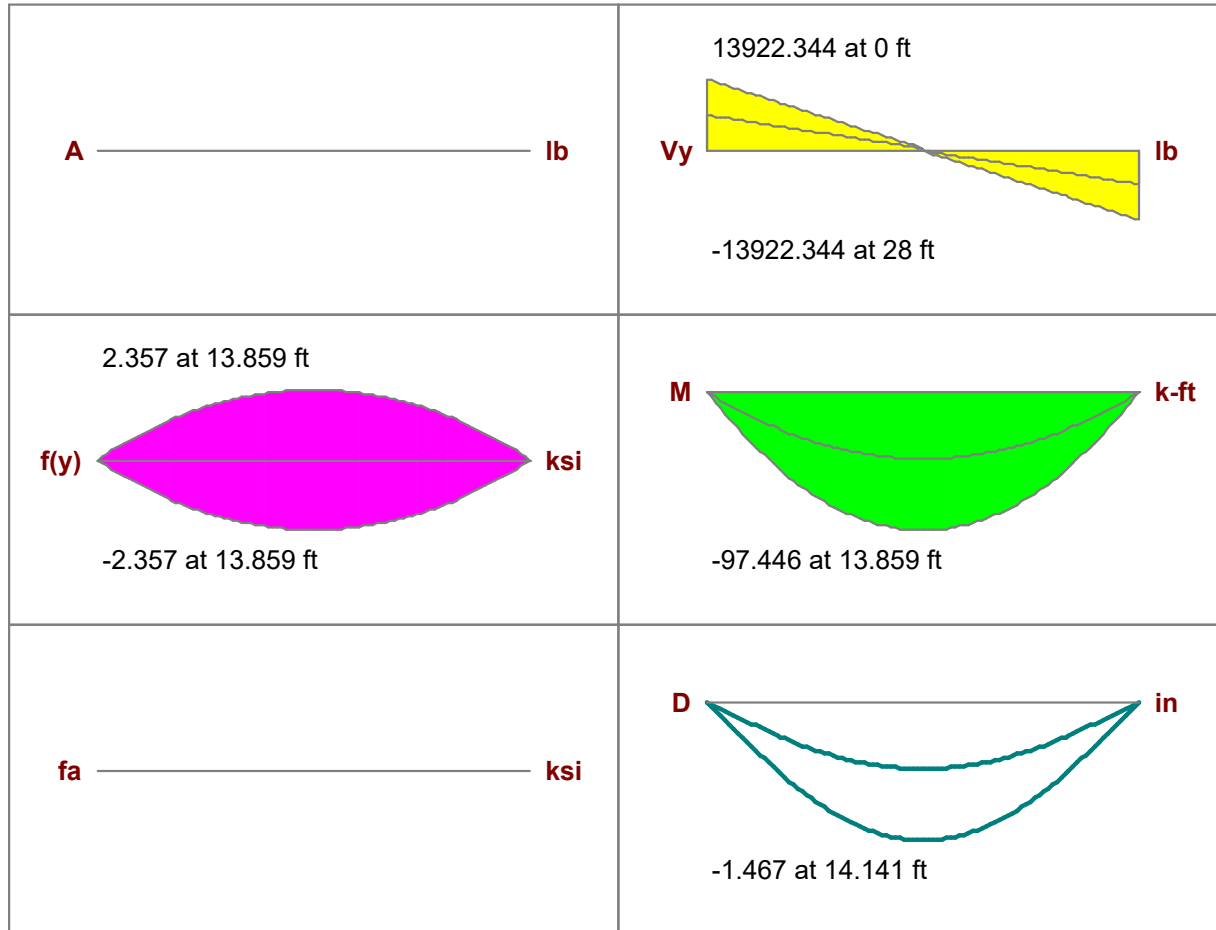 A
lb
13922.344 at 0 ft
Vy
lb
-13922.344 at 28 ft
2.357 at 13.859 ft
f(y)
ksi
-2.357 at 13.859 ft
M
k-ft
-97.446 at 13.859 ft
fa
ksi
D
in
-1.467 at 14.141 ft